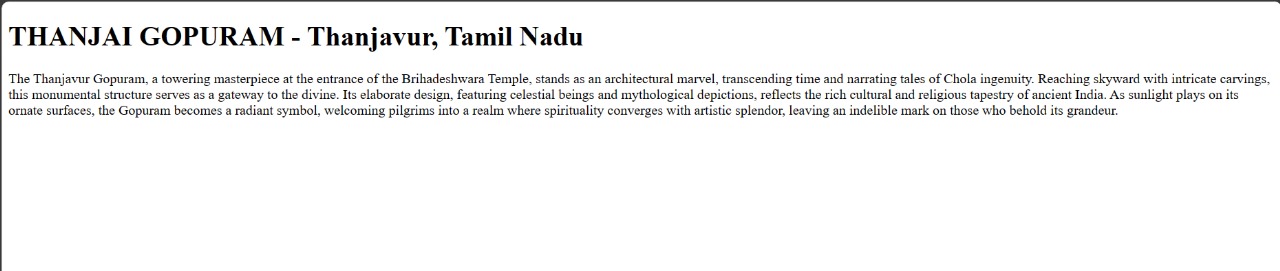 THANJAI GOPURAM - Thanjavur, Tamil Nadu
The Thanjavur Gopuram, a towering masterpiece at the entrance of the Brihadeshwara Temple, stands as an architectural marvel, transcending time and narrating tales of Chola ingenuity. Reaching skyward with intricate carvings,
this monumental structure serves as a gateway to the divine. Its elaborate design, featuring celestial beings and mythological depictions, reflects the rich cultural and religious tapestry of ancient India. As sunlight plays on its
ornate surfaces, the Gopuram becomes a radiant symbol, welcoming pilgrims into a realm where spirituality converges with artistic splendor, leaving an indelible mark on those who behold its grandeur.